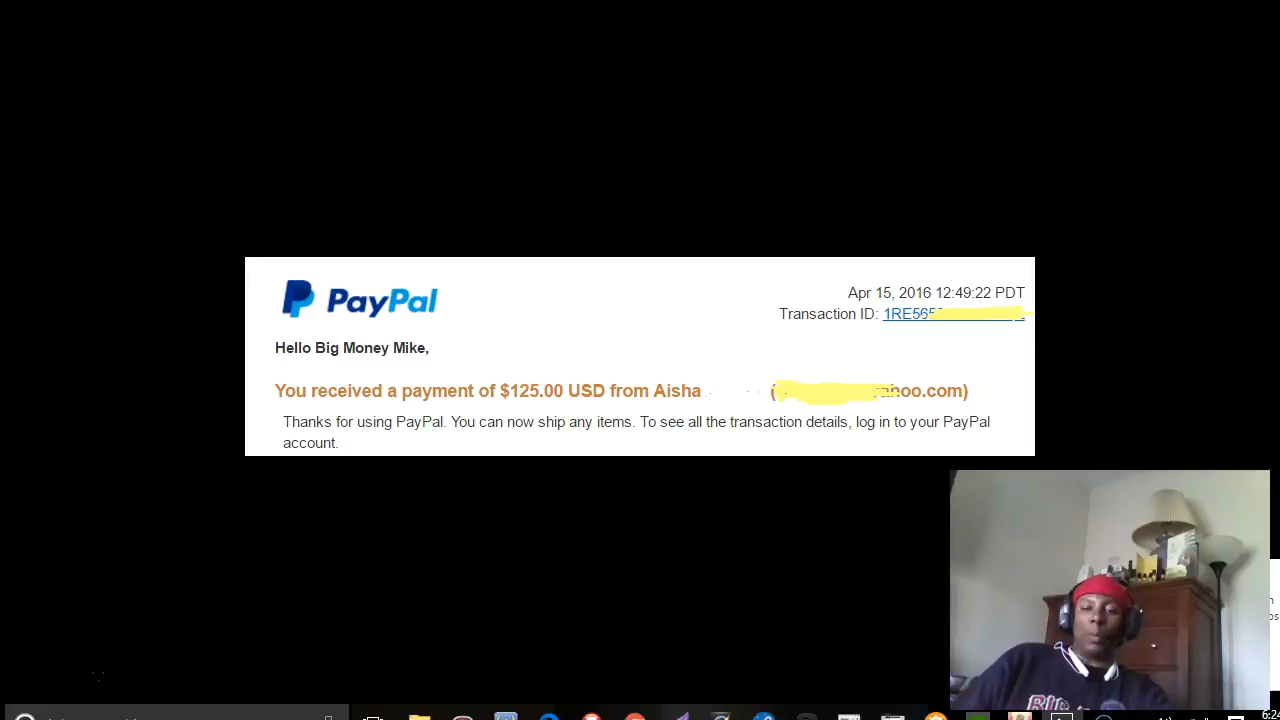 PayPal
Apr 15, 2016 12:49:22 PDT
Transaction ID: 1RE565
Hello Big Money Mike,
You received a payment of $125.00 USD from Aisha ( ahoo.com)
Thanks for using PayPal. You can now ship any items. To see all the transaction details, log in to your PayPal
account.